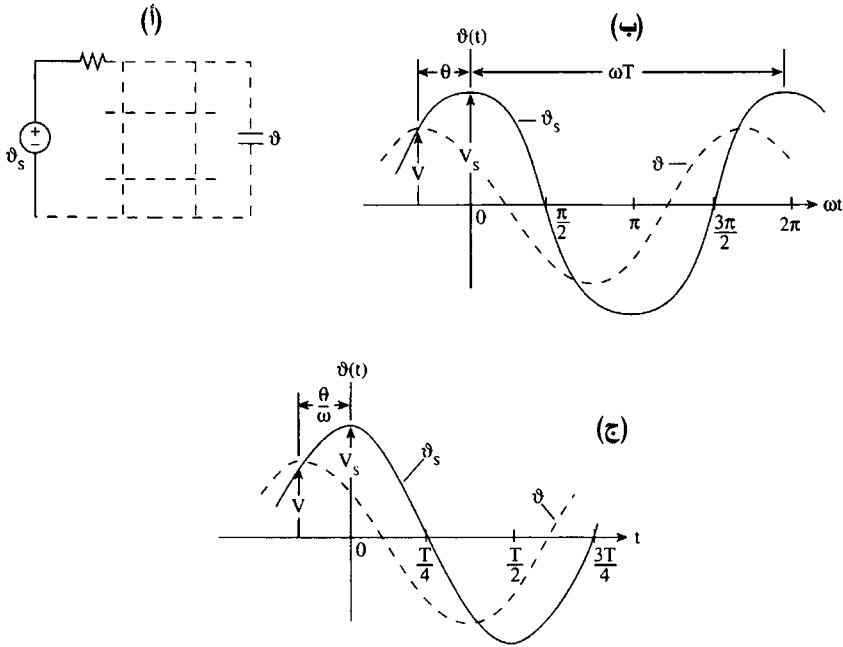 (أ)
ϑs
+
−
ϑ
(ب)
ϑ(t)
θ
ωT
ϑs
V
Vs
ϑ
0
π/2
π
3π/2
2π
ωt
(ج)
ϑ(t)
θ/ω
ϑs
V
Vs
ϑ
0
T/4
T/2
3T/4
t